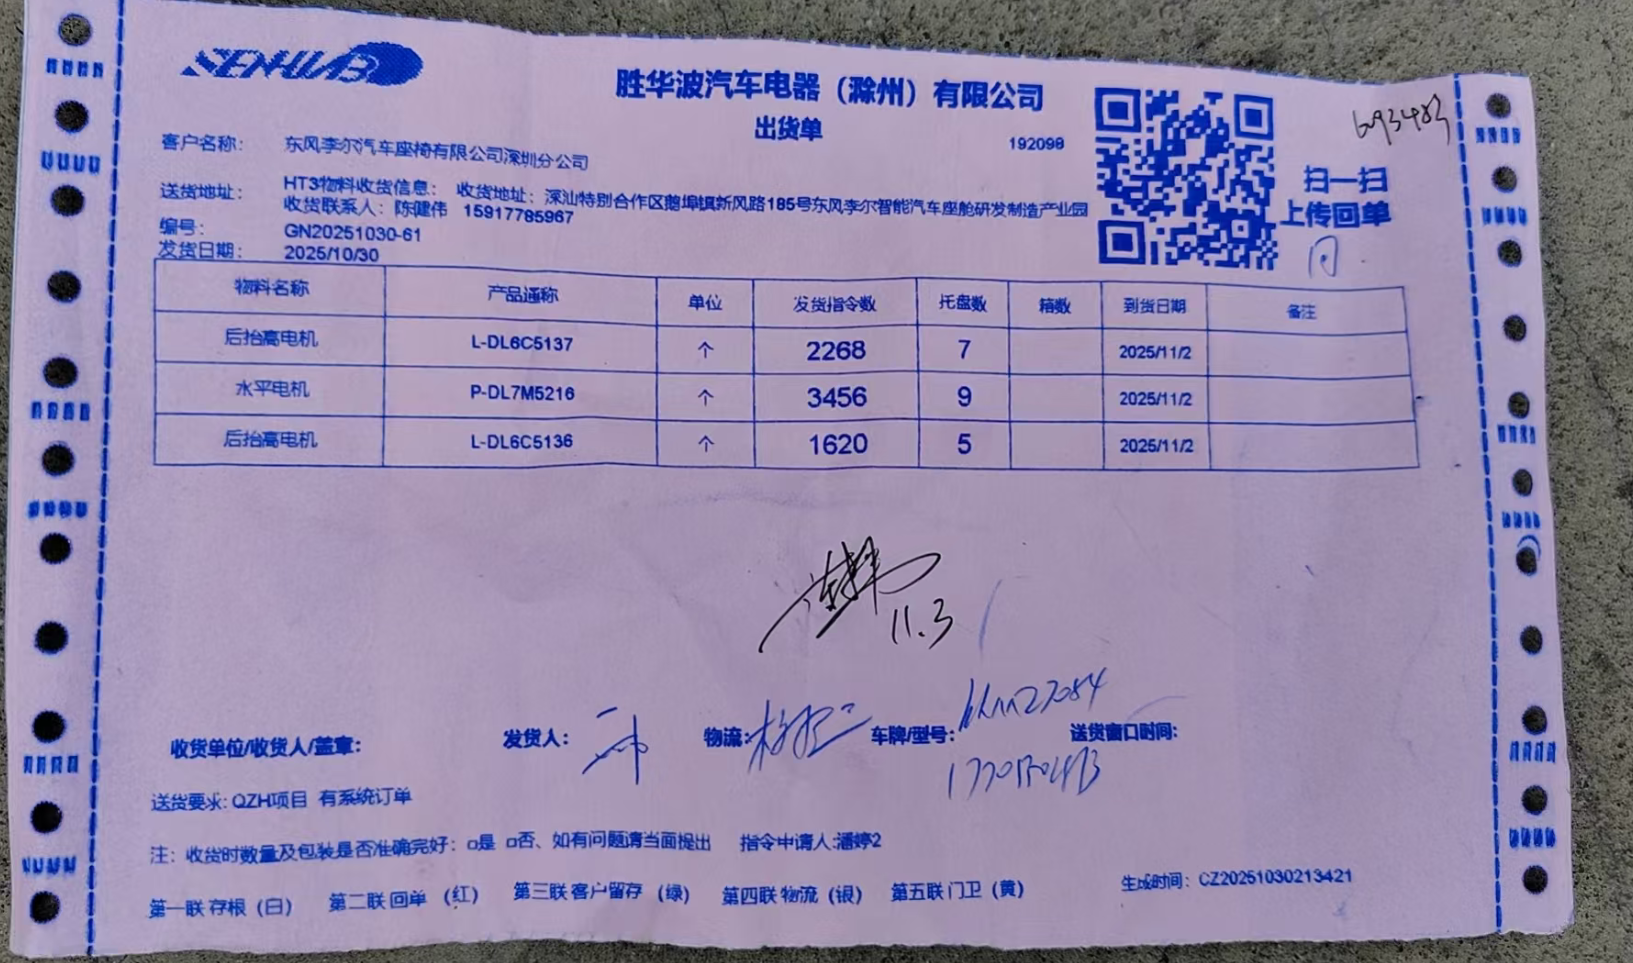 SENHWB
胜华波汽车电器（滁州）有限公司
出货单
192098
693483
客户名称： 东风李尔汽车座椅有限公司深圳分公司
送货地址： HT3物料收货信息： 收货地址：深汕特别合作区鹅埠镇新风路185号东风李尔智能汽车座舱研发制造产业园
收货联系人：陈健伟 15917785967
编号： GN20251030-61
发货日期： 2025/10/30
扫一扫
上传回单
物料名称 产品通称 单位 发货指令数 托盘数 箱数 到货日期 备注
后抬高电机 L-DL6C5137 个 2268 7 2025/11/2
水平电机 P-DL7M5216 个 3456 9 2025/11/2
后抬高电机 L-DL6C5136 个 1620 5 2025/11/2
11.3
收货单位/收货人/盖章： 发货人： 物流： 车牌/型号： 送货窗口时间：
送货要求：QZH项目 有系统订单
注：收货时数量及包装是否准确完好：□是 □否、如有问题请当面提出 指令申请人：潘婷2
第一联 存根（白） 第二联 回单 （红） 第三联 客户留存 （绿） 第四联 物流（银） 第五联 门卫（黄） 生成时间：CZ20251030213421